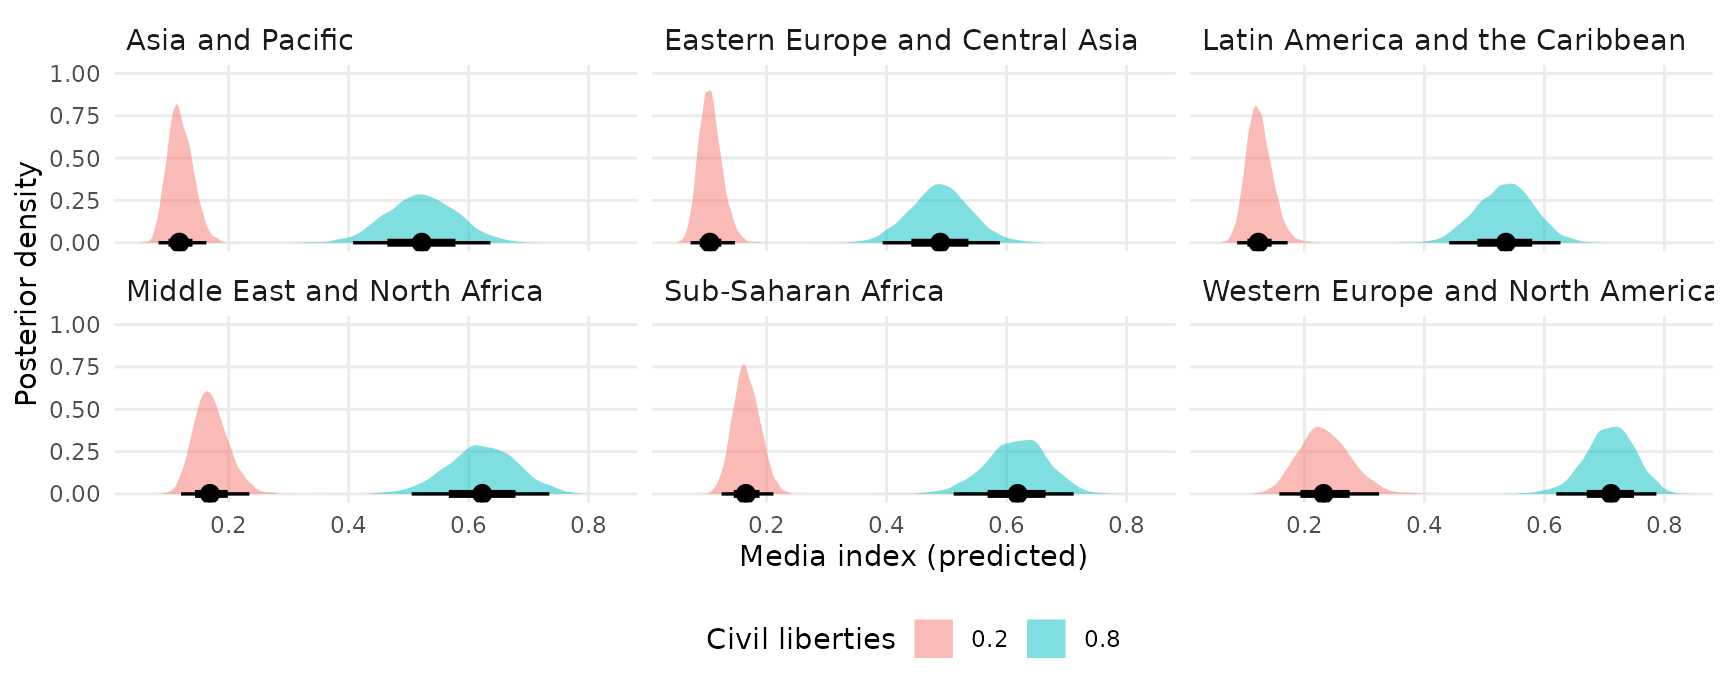 Asia and Pacific
Eastern Europe and Central Asia
Latin America and the Caribbean
1.00
0.75
0.50
0.25
0.00
Middle East and North Africa
Sub-Saharan Africa
Western Europe and North America
1.00
0.75
0.50
0.25
0.00
0.2 0.4 0.6 0.8
0.2 0.4 0.6 0.8
0.2 0.4 0.6 0.8
Posterior density
Media index (predicted)
Civil liberties 0.2 0.8